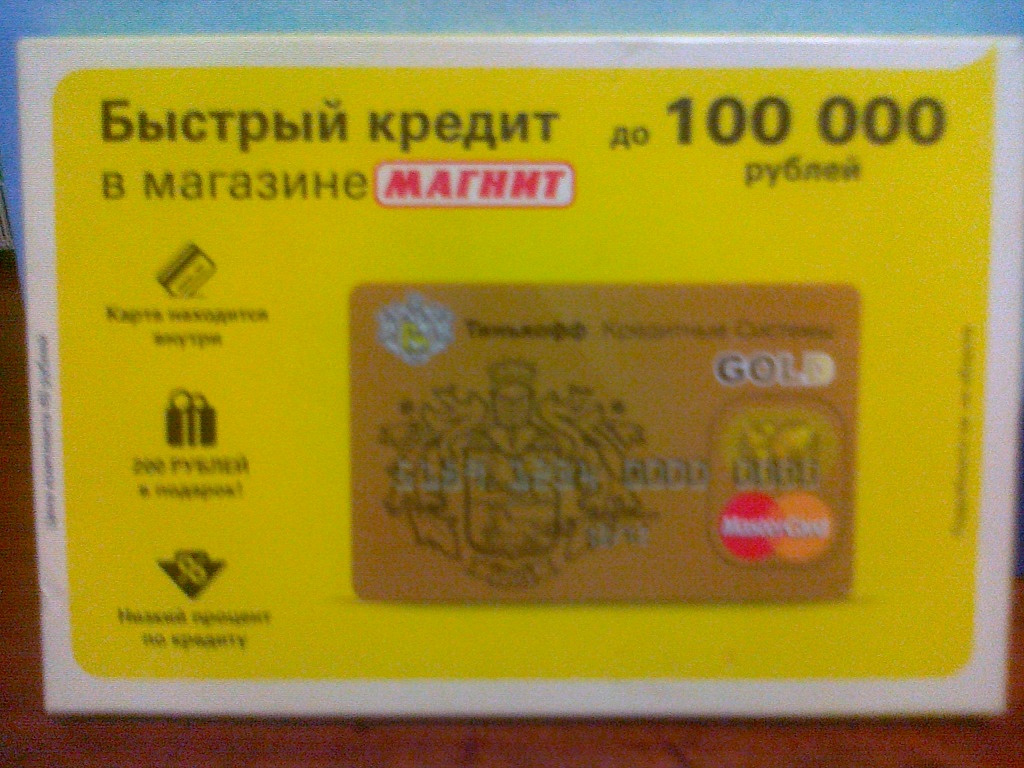 Быстрый кредит
в магазине МАГНИТ
до 100 000
рублей
Карта находится
внутри
200 РУБЛЕЙ
в подарок!
Низкий процент
по кредиту
Тинькофф Кредитные Системы
GOLD
MasterCard